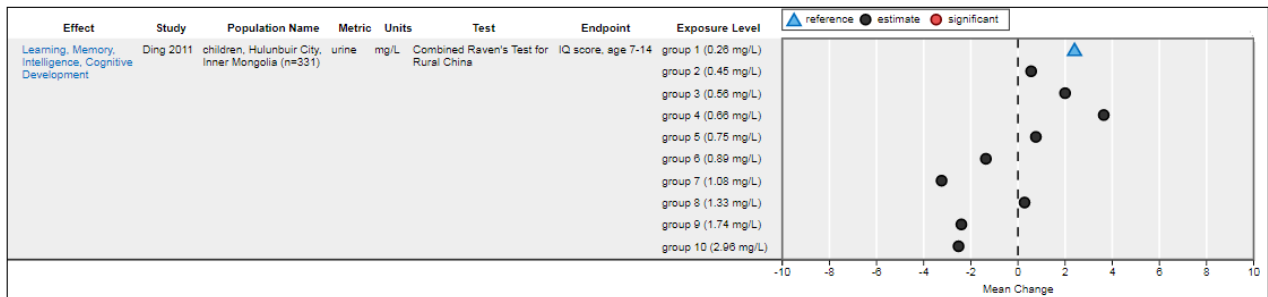 reference estimate significant
Effect Study Population Name Metric Units Test Endpoint Exposure Level
Learning, Memory, Ding 2011 children, Hulunbuir City, urine mg/L Combined Raven's Test for IQ score, age 7-14 group 1 (0.26 mg/L)
Intelligence, Cognitive Inner Mongolia (n=331) Rural China
Development
group 2 (0.45 mg/L)
group 3 (0.56 mg/L)
group 4 (0.66 mg/L)
group 5 (0.75 mg/L)
group 6 (0.89 mg/L)
group 7 (1.08 mg/L)
group 8 (1.33 mg/L)
group 9 (1.74 mg/L)
group 10 (2.96 mg/L)
-10 -8 -6 -4 -2 0 2 4 6 8 10
Mean Change